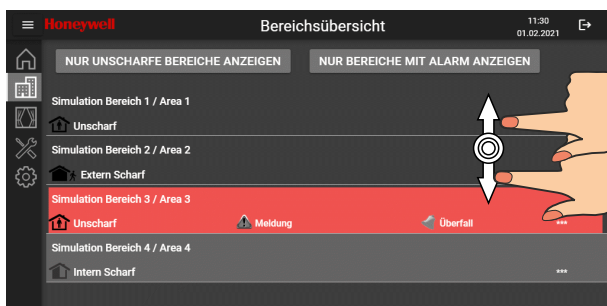 Honeywell
Bereichsübersicht
11:30
01.02.2021
NUR UNSCHARFE BEREICHE ANZEIGEN
NUR BEREICHE MIT ALARM ANZEIGEN
Simulation Bereich 1 / Area 1
Unscharf
Simulation Bereich 2 / Area 2
Extern Scharf
Simulation Bereich 3 / Area 3
Unscharf Meldung Überfall ***
Simulation Bereich 4 / Area 4
Intern Scharf ***